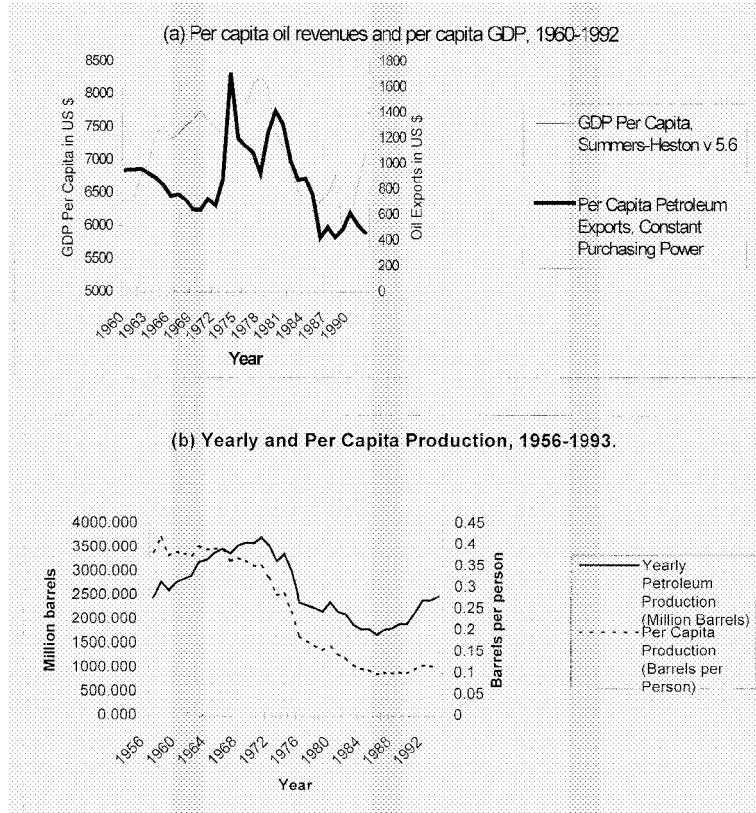 (a) Per capita oil revenues and per capita GDP, 1960-1992
8500
8000
7500
7000
6500
6000
5500
5000
GDP Per Capita in US $
1800
1600
1400
1200
1000
800
600
400
200
0
Oil Exports in US $
1960
1963
1966
1969
1972
1975
1978
1981
1984
1987
1990
Year
GDP Per Capita,
Summers-Heston v 5.6
Per Capita Petroleum
Exports, Constant
Purchasing Power
(b) Yearly and Per Capita Production, 1956-1993.
4000.000
3500.000
3000.000
2500.000
2000.000
1500.000
1000.000
500.000
0.000
Million barrels
0.45
0.4
0.35
0.3
0.25
0.2
0.15
0.1
0.05
0
Barrels per person
1956
1960
1964
1968
1972
1976
1980
1984
1988
1992
Year
Yearly
Petroleum
Production
(Million Barrels)
Per Capita
Production
(Barrels per
Person)